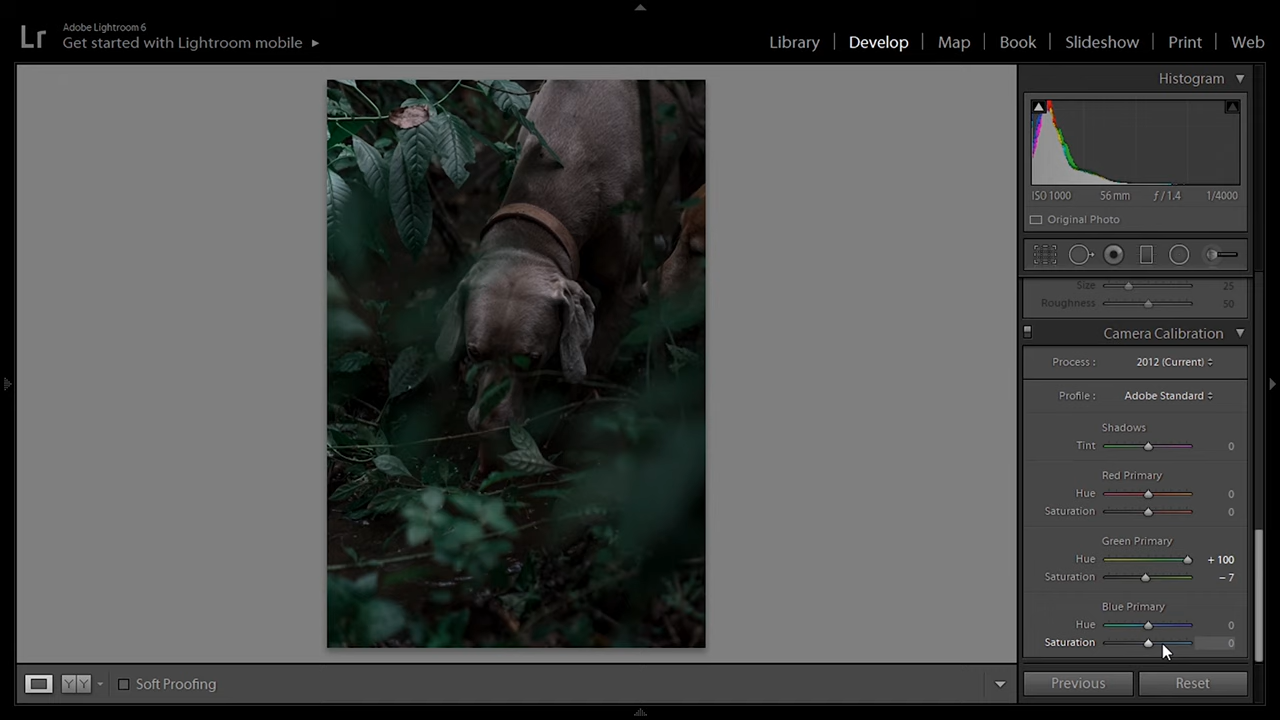 Lr
Adobe Lightroom 6
Get started with Lightroom mobile ▶
Library | Develop | Map | Book | Slideshow | Print | Web
Histogram
ISO 1000 56 mm ƒ / 1.4 1/4000
Original Photo
Size 25
Roughness 50
Camera Calibration
Process : 2012 (Current)
Profile : Adobe Standard
Shadows
Tint 0
Red Primary
Hue 0
Saturation 0
Green Primary
Hue + 100
Saturation – 7
Blue Primary
Hue 0
Saturation 0
YY Soft Proofing
Previous Reset